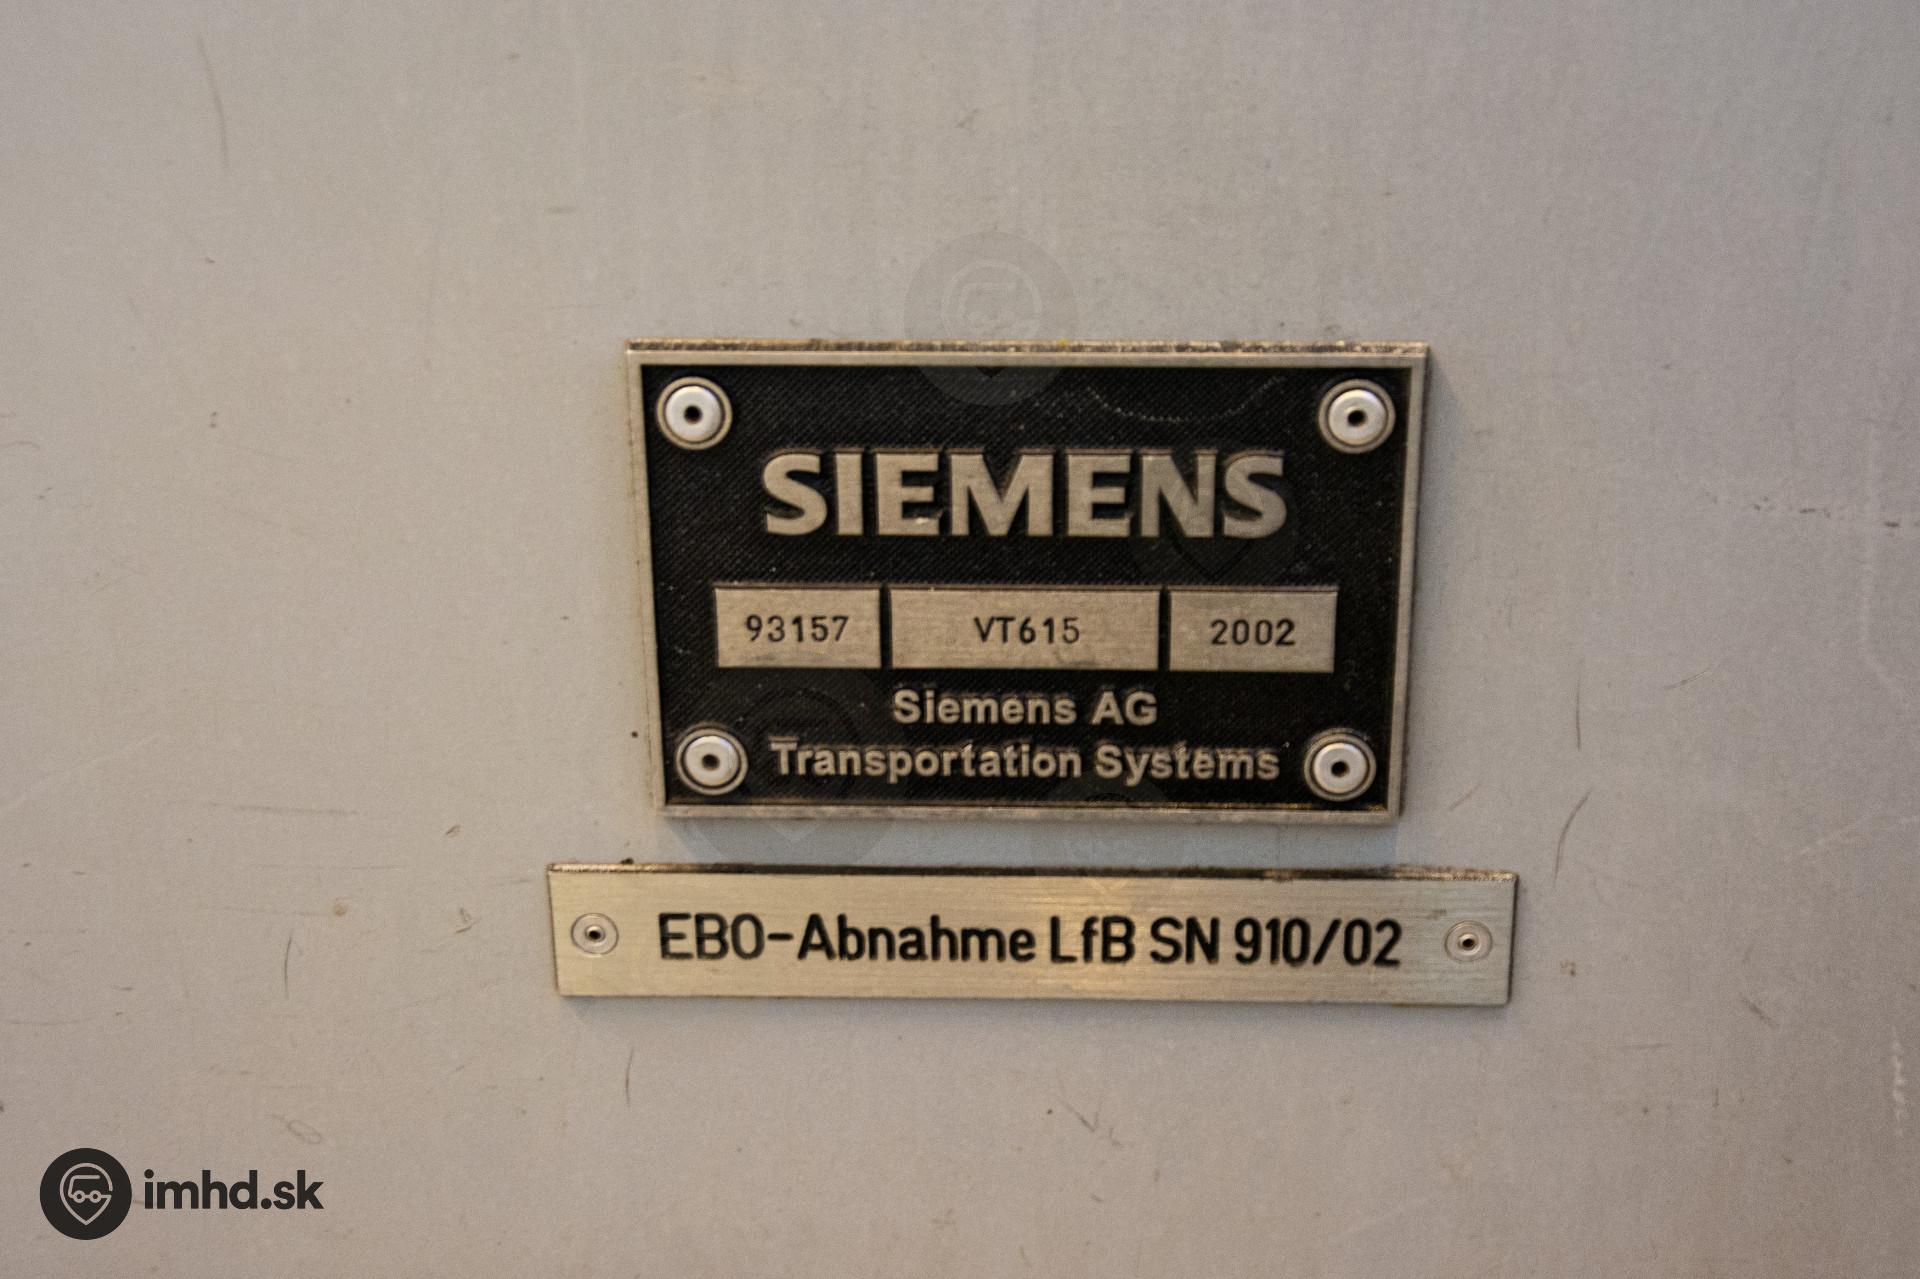 SIEMENS
93157 VT615 2002
Siemens AG
Transportation Systems
EBO-Abnahme LfB SN 910/02
imhd.sk